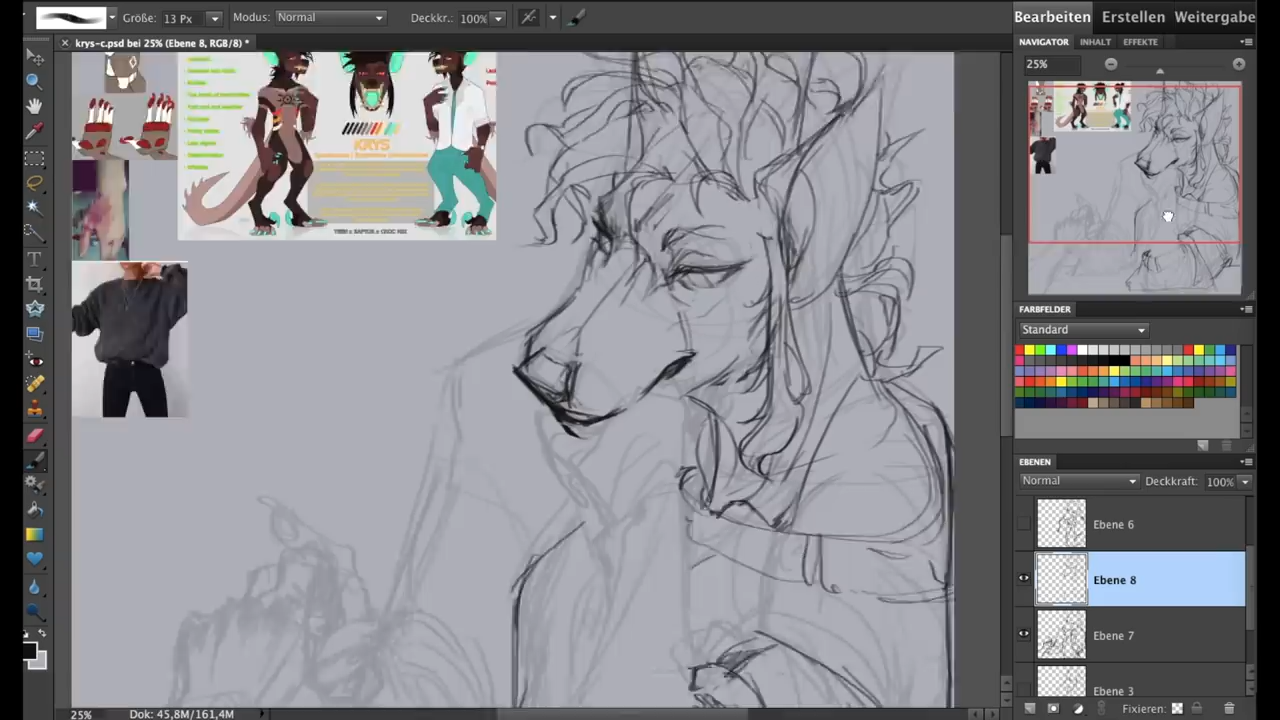 Größe: 13 Px Modus: Normal Deckkr.: 100%
Bearbeiten Erstellen Weitergabe
krys-c.psd bei 25% (Ebene 8, RGB/8) *
NAVIGATOR INHALT EFFEKTE
25%
KRYS
FARBFELDER
Standard
EBENEN
Normal Deckkraft: 100%
Ebene 6
Ebene 8
Ebene 7
Ebene 3
Fixieren:
25% Dok: 45,8M/161,4M